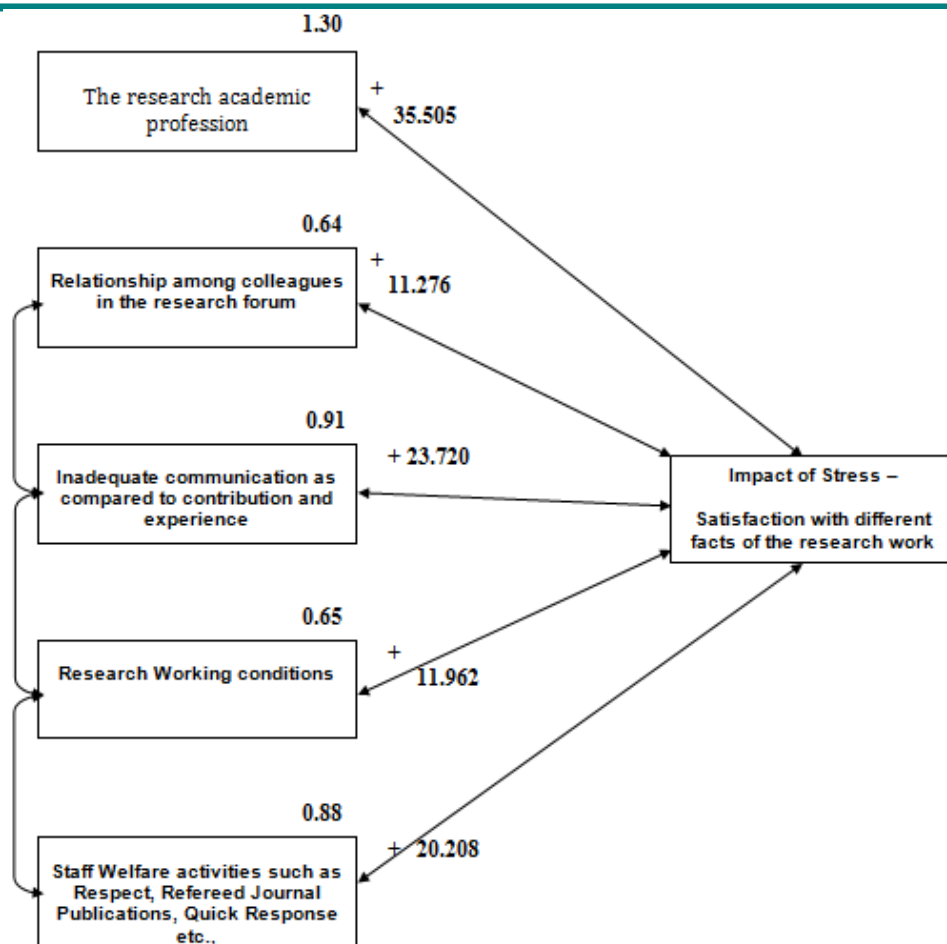 1.30
The research academic
profession
+
35.505
0.64
Relationship among colleagues
in the research forum
+
11.276
0.91
Inadequate communication as
compared to contribution and
experience
+ 23.720
Impact of Stress –
Satisfaction with different
facts of the research work
0.65
Research Working conditions
+
11.962
0.88
Staff Welfare activities such as
Respect, Refereed Journal
Publications, Quick Response
etc.,
+ 20.208